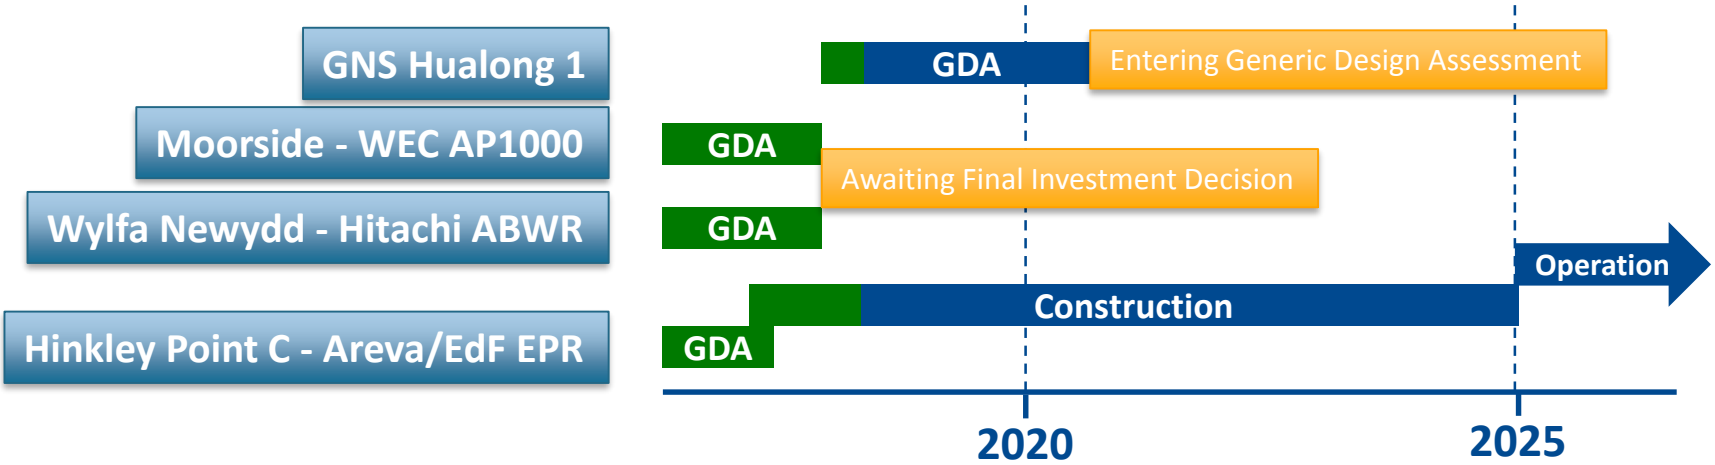 GNS Hualong 1
GDA
Entering Generic Design Assessment
Moorside - WEC AP1000
GDA
Awaiting Final Investment Decision
Wylfa Newydd - Hitachi ABWR
GDA
Operation
Construction
Hinkley Point C - Areva/EdF EPR
GDA
2020
2025